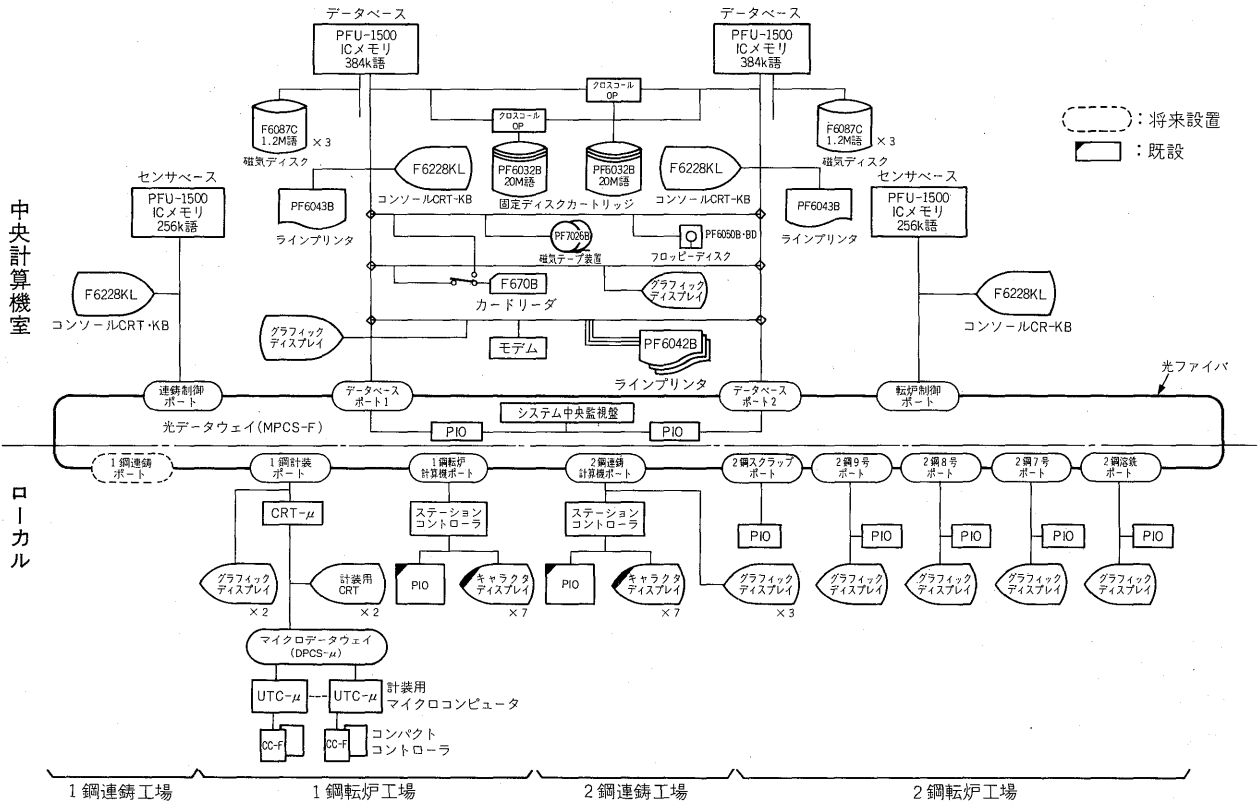 データベース
PFU-1500
ICメモリ
384k語
データベース
PFU-1500
ICメモリ
384k語
クロスコール
OP
クロスコール
OP
F6087C
1.2M語
×3
磁気ディスク
F6087C
1.2M語
×3
磁気ディスク
:将来設置
:既設
F6228KL
コンソールCRT-KB
PF6032B
20M語
PF6032B
20M語
固定ディスクカートリッジ
F6228KL
コンソールCRT-KB
センサベース
PFU-1500
ICメモリ
256k語
PF6043B
ラインプリンタ
PF6043B
ラインプリンタ
センサベース
PFU-1500
ICメモリ
256k語
中央計算機室
PF7026B
磁気テープ装置
PF6050B・BD
フロッピーディスク
F670B
カードリーダ
グラフィック
ディスプレイ
F6228KL
コンソールCRT・KB
F6228KL
コンソールCR-KB
グラフィック
ディスプレイ
モデム
PF6042B
ラインプリンタ
光ファイバ
連鋳制御
ポート
データベース
ポート1
データベース
ポート2
転炉制御
ポート
光データウェイ(MPCS-F)
システム中央監視盤
PIO
PIO
ローカル
1鋼連鋳
ポート
1鋼計装
ポート
1鋼転炉
計算機ポート
2鋼連鋳
計算機ポート
2鋼スクラップ
ポート
2鋼9号
ポート
2鋼8号
ポート
2鋼7号
ポート
2鋼溶銑
ポート
CRT-μ
ステーション
コントローラ
ステーション
コントローラ
PIO
PIO
PIO
PIO
PIO
グラフィック
ディスプレイ
×2
計装用
CRT
×2
PIO
キャラクタ
ディスプレイ
×7
PIO
キャラクタ
ディスプレイ
×7
グラフィック
ディスプレイ
×3
グラフィック
ディスプレイ
グラフィック
ディスプレイ
グラフィック
ディスプレイ
グラフィック
ディスプレイ
マイクロデータウェイ
(DPCS-μ)
UTC-μ
UTC-μ
計装用
マイクロコンピュータ
CC-F
CC-F
コンパクト
コントローラ
1鋼連鋳工場
1鋼転炉工場
2鋼連鋳工場
2鋼転炉工場